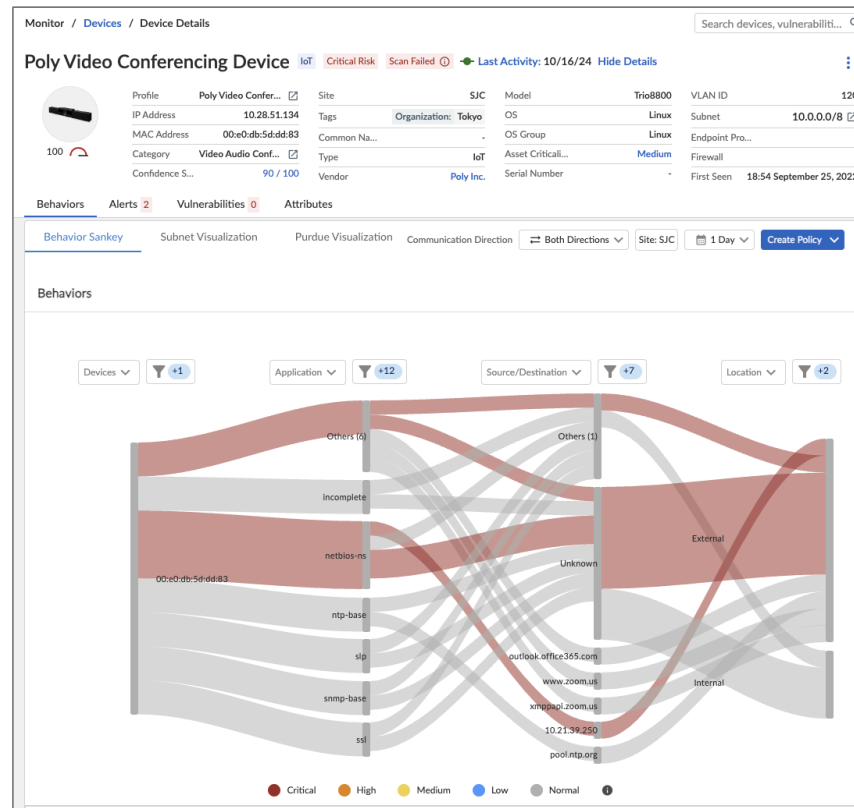 Monitor / Devices / Device Details
Search devices, vulnerabiliti...
Poly Video Conferencing Device IoT Critical Risk Scan Failed Last Activity: 10/16/24 Hide Details
100
Profile Poly Video Confer...
IP Address 10.28.51.134
MAC Address 00:e0:db:5d:dd:83
Category Video Audio Conf...
Confidence S... 90 / 100
Site SJC
Tags Organization: Tokyo
Common Na... -
Type IoT
Vendor Poly Inc.
Model Trio8800
OS Linux
OS Group Linux
Asset Criticali... Medium
Serial Number -
VLAN ID 120
Subnet 10.0.0.0/8
Endpoint Pro...
Firewall
First Seen 18:54 September 25, 2022
Behaviors Alerts 2 Vulnerabilities 0 Attributes
Behavior Sankey Subnet Visualization Purdue Visualization Communication Direction Both Directions Site: SJC 1 Day Create Policy
Behaviors
Devices +1 Application +12 Source/Destination +7 Location +2
00:e0:db:5d:dd:83
Others (6)
incomplete
netbios-ns
ntp-base
slp
snmp-base
ssl
Others (1)
Unknown
outlook.office365.com
www.zoom.us
xmppapi.zoom.us
10.21.39.250
pool.ntp.org
External
Internal
Critical High Medium Low Normal